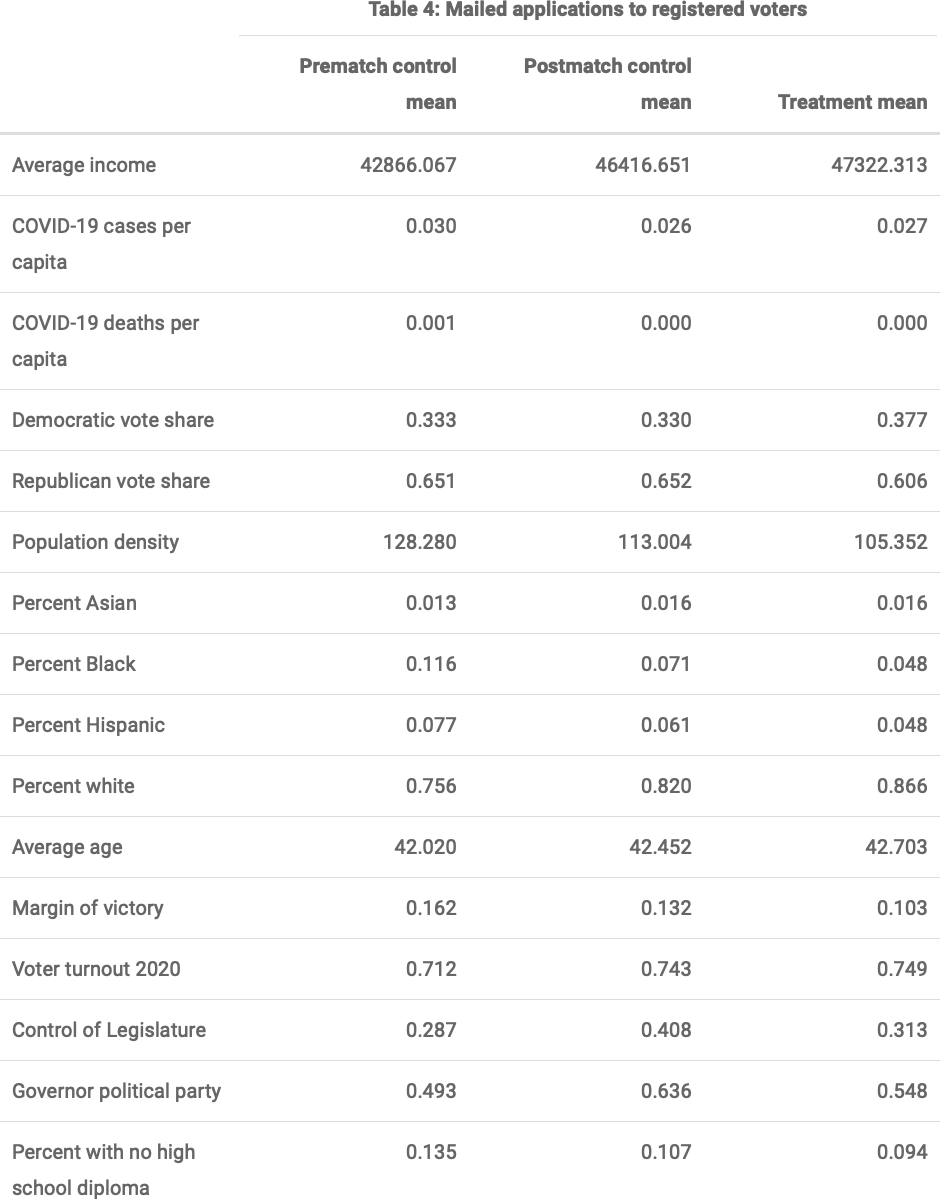 Table 4: Mailed applications to registered voters
Prematch control mean Postmatch control mean Treatment mean
Average income 42866.067 46416.651 47322.313
COVID-19 cases per capita 0.030 0.026 0.027
COVID-19 deaths per capita 0.001 0.000 0.000
Democratic vote share 0.333 0.330 0.377
Republican vote share 0.651 0.652 0.606
Population density 128.280 113.004 105.352
Percent Asian 0.013 0.016 0.016
Percent Black 0.116 0.071 0.048
Percent Hispanic 0.077 0.061 0.048
Percent white 0.756 0.820 0.866
Average age 42.020 42.452 42.703
Margin of victory 0.162 0.132 0.103
Voter turnout 2020 0.712 0.743 0.749
Control of Legislature 0.287 0.408 0.313
Governor political party 0.493 0.636 0.548
Percent with no high school diploma 0.135 0.107 0.094